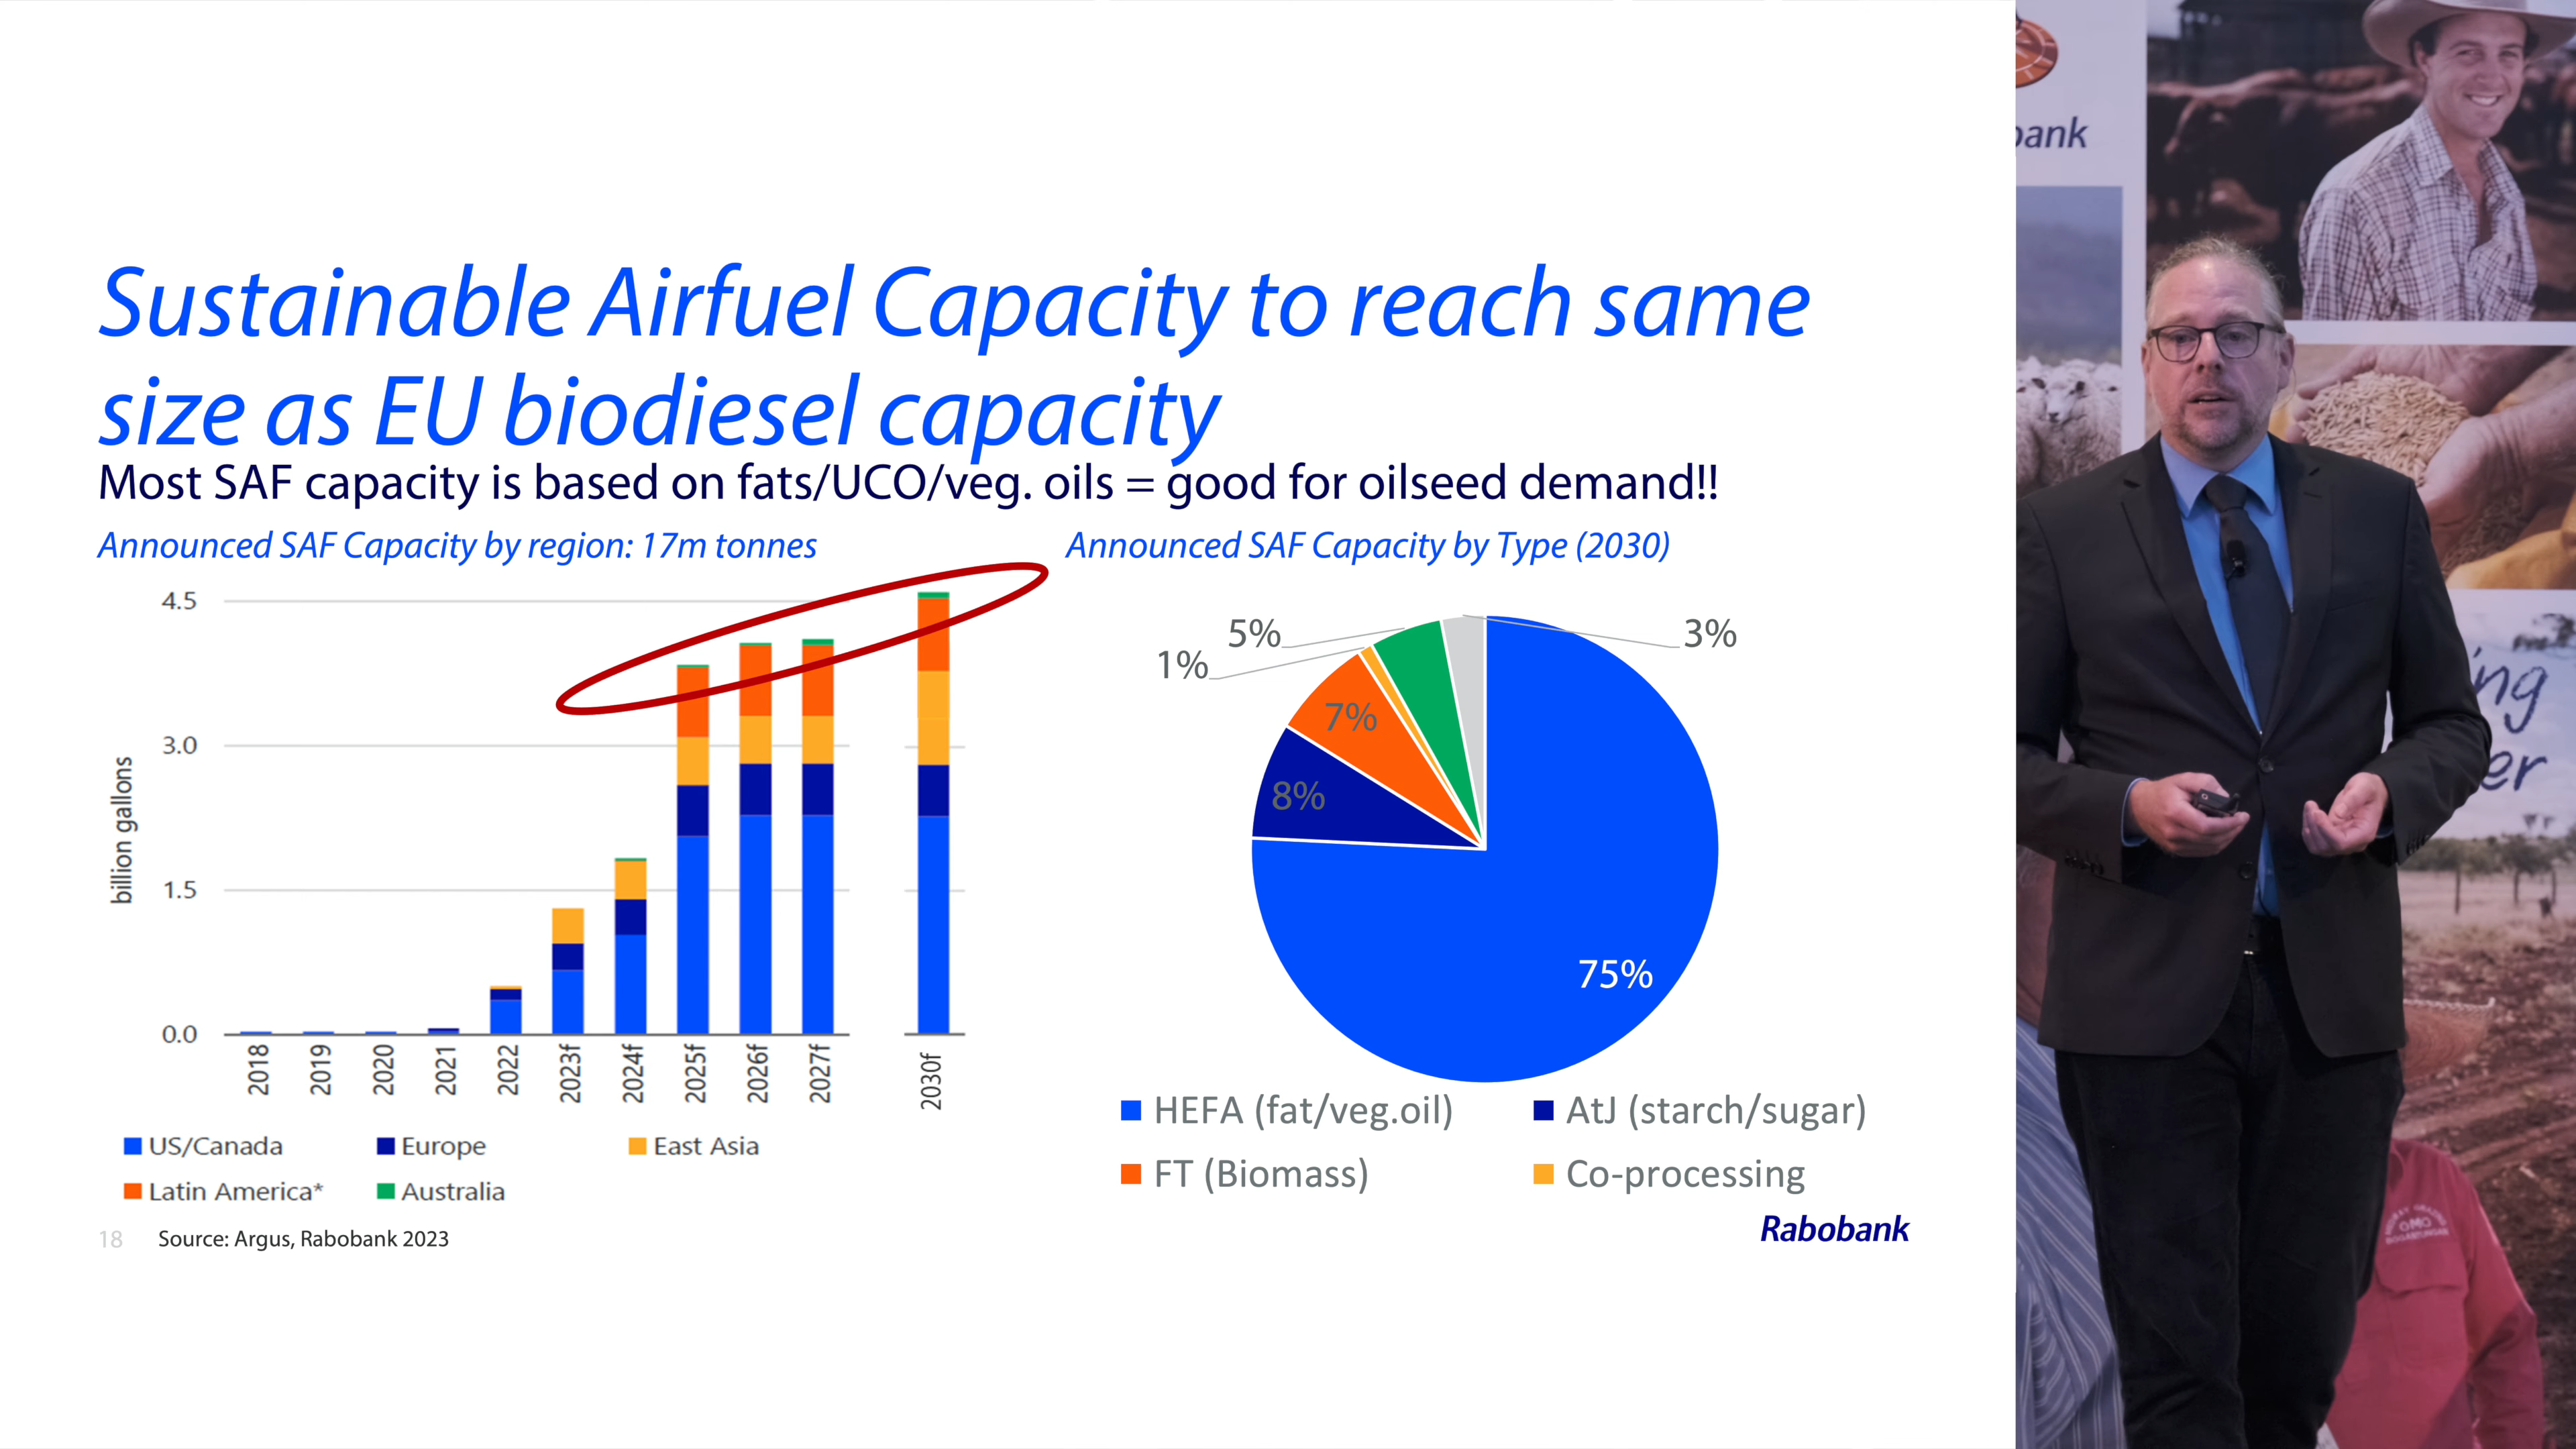 Sustainable Airfuel Capacity to reach same
size as EU biodiesel capacity
Most SAF capacity is based on fats/UCO/veg. oils = good for oilseed demand!!
Announced SAF Capacity by region: 17m tonnes
billion gallons
4.5
3.0
1.5
0.0
2018
2019
2020
2021
2022
2023f
2024f
2025f
2026f
2027f
2030f
US/Canada
Europe
East Asia
Latin America*
Australia
Announced SAF Capacity by Type (2030)
5%
3%
1%
7%
8%
75%
HEFA (fat/veg.oil)
AtJ (starch/sugar)
FT (Biomass)
Co-processing
18
Source: Argus, Rabobank 2023
Rabobank
bank
ing
er